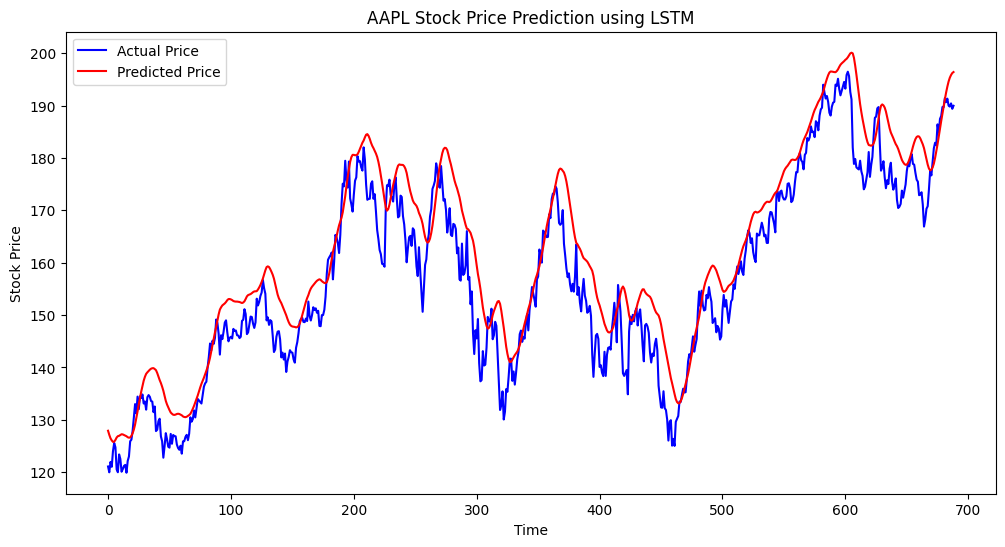 AAPL Stock Price Prediction using LSTM
Actual Price
Predicted Price
Stock Price
200
190
180
170
160
150
140
130
120
0 100 200 300 400 500 600 700
Time